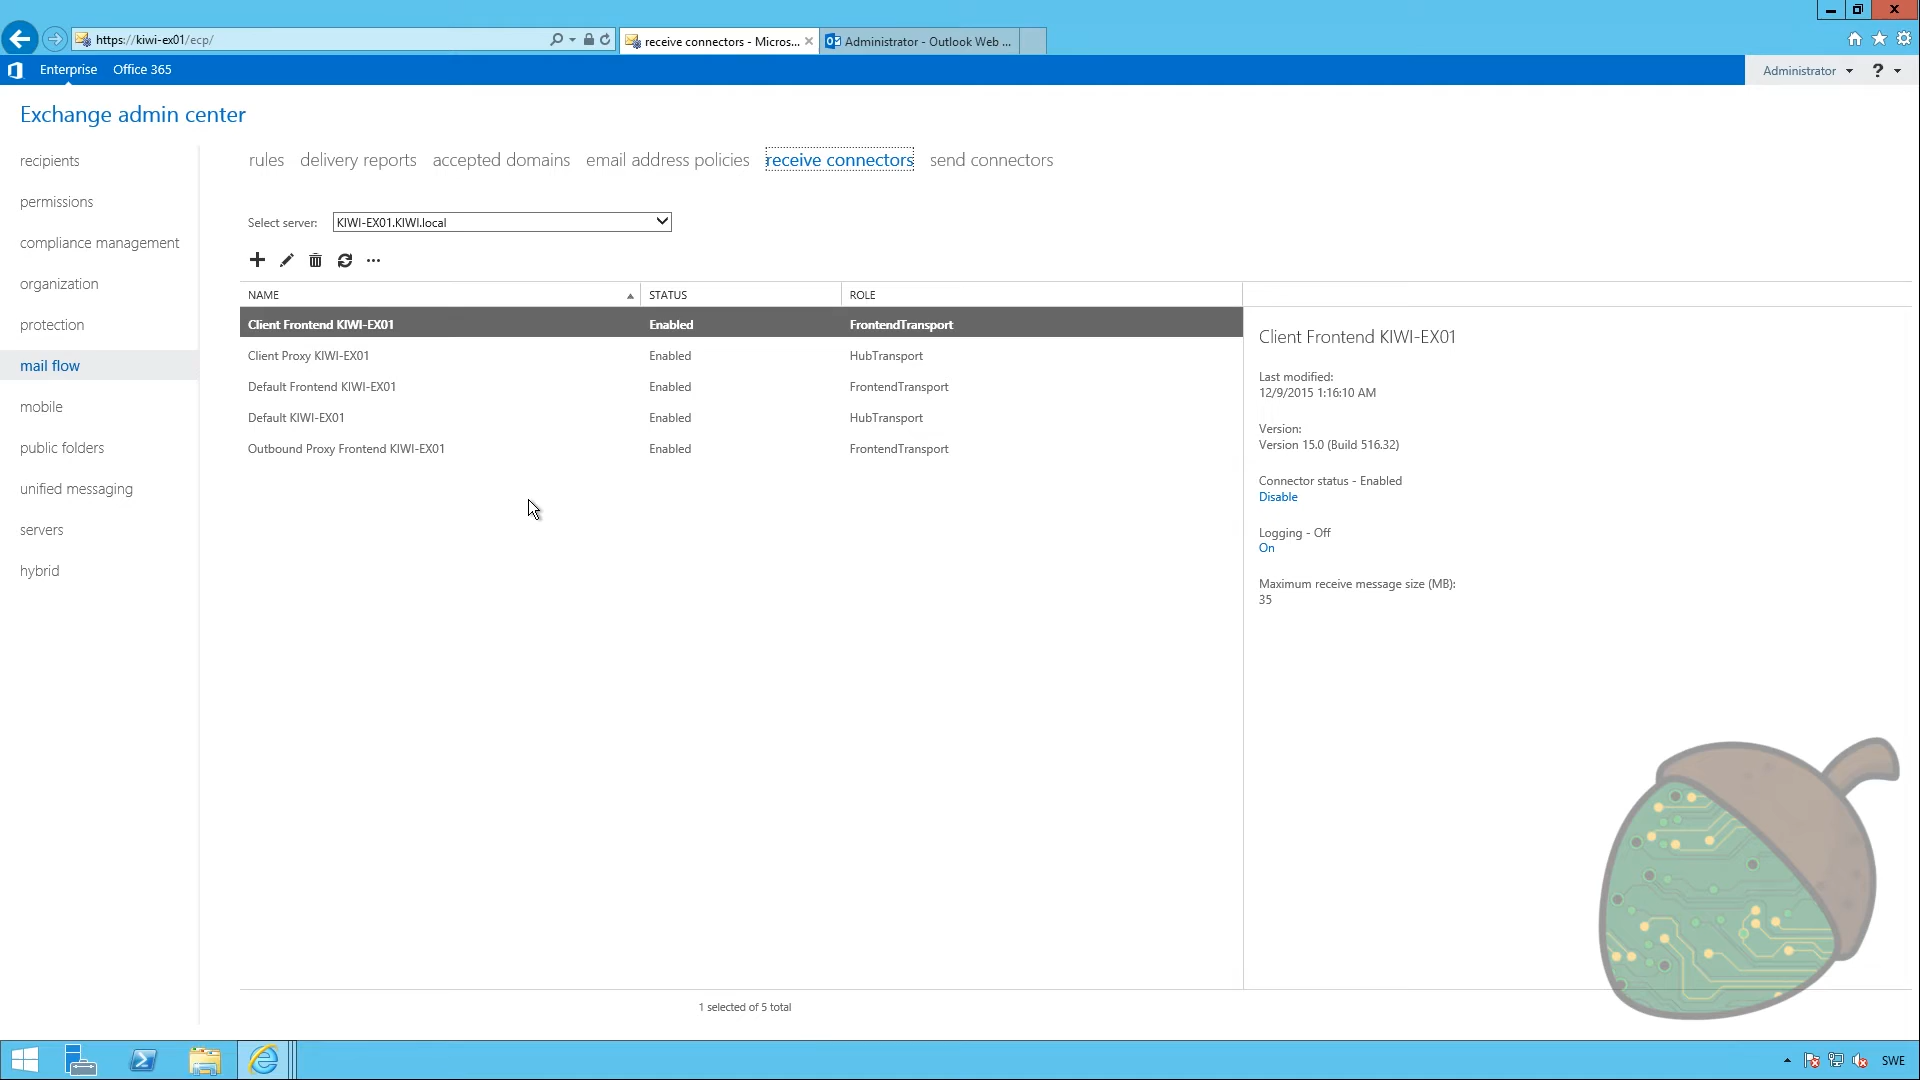 https://kiwi-ex01/ecp/
receive connectors - Micros...
Administrator - Outlook Web ...
Enterprise
Office 365
Administrator
?
Exchange admin center
recipients
permissions
compliance management
organization
protection
mail flow
mobile
public folders
unified messaging
servers
hybrid
rules
delivery reports
accepted domains
email address policies
receive connectors
send connectors
Select server:
KIWI-EX01.KIWI.local
NAME STATUS ROLE
Client Frontend KIWI-EX01 Enabled FrontendTransport
Client Proxy KIWI-EX01 Enabled HubTransport
Default Frontend KIWI-EX01 Enabled FrontendTransport
Default KIWI-EX01 Enabled HubTransport
Outbound Proxy Frontend KIWI-EX01 Enabled FrontendTransport
Client Frontend KIWI-EX01
Last modified:
12/9/2015 1:16:10 AM
Version:
Version 15.0 (Build 516.32)
Connector status - Enabled
Disable
Logging - Off
On
Maximum receive message size (MB):
35
1 selected of 5 total
SWE